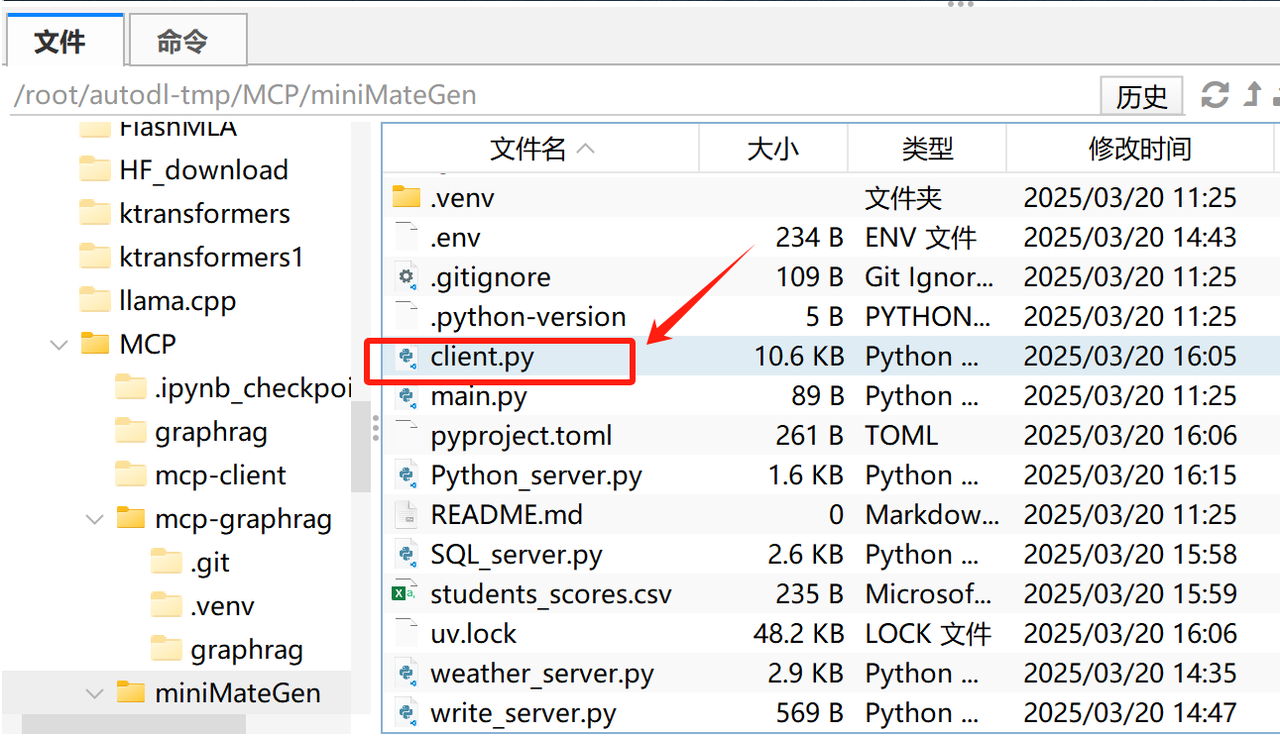 文件 命令
/root/autodl-tmp/MCP/miniMateGen 历史
FlashMLA
HF_download
ktransformers
ktransformers1
llama.cpp
MCP
.ipynb_checkpoi
graphrag
mcp-client
mcp-graphrag
.git
.venv
graphrag
miniMateGen
文件名 大小 类型 修改时间
.venv 文件夹 2025/03/20 11:25
.env 234 B ENV 文件 2025/03/20 14:43
.gitignore 109 B Git Ignor... 2025/03/20 11:25
.python-version 5 B PYTHON... 2025/03/20 11:25
client.py 10.6 KB Python ... 2025/03/20 16:05
main.py 89 B Python ... 2025/03/20 11:25
pyproject.toml 261 B TOML 2025/03/20 16:06
Python_server.py 1.6 KB Python ... 2025/03/20 16:15
README.md 0 Markdow... 2025/03/20 11:25
SQL_server.py 2.6 KB Python ... 2025/03/20 15:58
students_scores.csv 235 B Microsof... 2025/03/20 15:59
uv.lock 48.2 KB LOCK 文件 2025/03/20 16:06
weather_server.py 2.9 KB Python ... 2025/03/20 14:35
write_server.py 569 B Python ... 2025/03/20 14:47